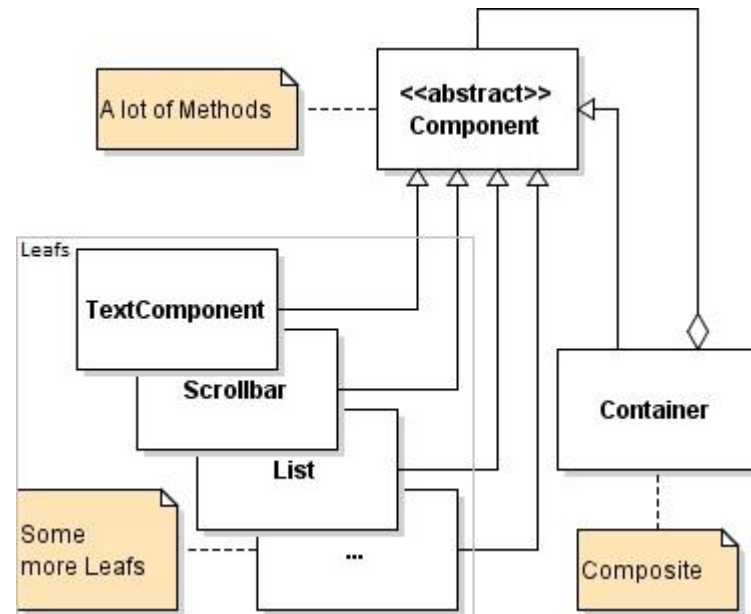 A lot of Methods
<<abstract>>
Component
Leafs
TextComponent
Scrollbar
List
...
Some
more Leafs
Container
Composite